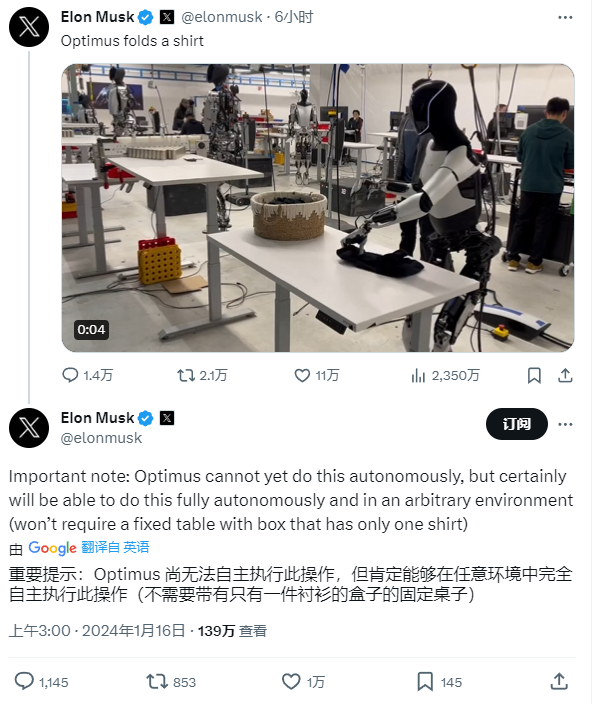 Elon Musk @elonmusk · 6小时
Optimus folds a shirt
0:04
1.4万 2.1万 11万 2,350万
Elon Musk
@elonmusk
订阅
Important note: Optimus cannot yet do this autonomously, but certainly
will be able to do this fully autonomously and in an arbitrary environment
(won’t require a fixed table with box that has only one shirt)
由 Google 翻译自 英语
重要提示：Optimus 尚无法自主执行此操作，但肯定能够在任意环境中完全
自主执行此操作（不需要带有只有一件衬衫的盒子的固定桌子）
上午3:00 · 2024年1月16日 · 139万 查看
1,145 853 1万 145